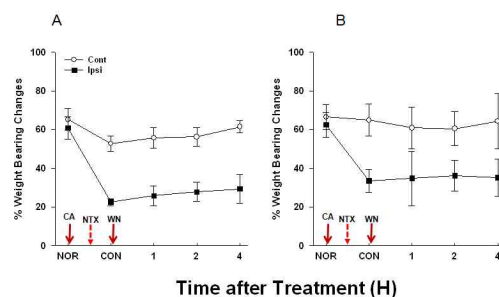 A
B
% Weight Bearing Changes
100
80
60
40
20
0
Cont
Ipsi
CA
NTX
WN
NOR
CON
1
2
4
% Weight Bearing Changes
100
80
60
40
20
0
CA
NTX
WN
NOR
CON
1
2
4
Time after Treatment (H)